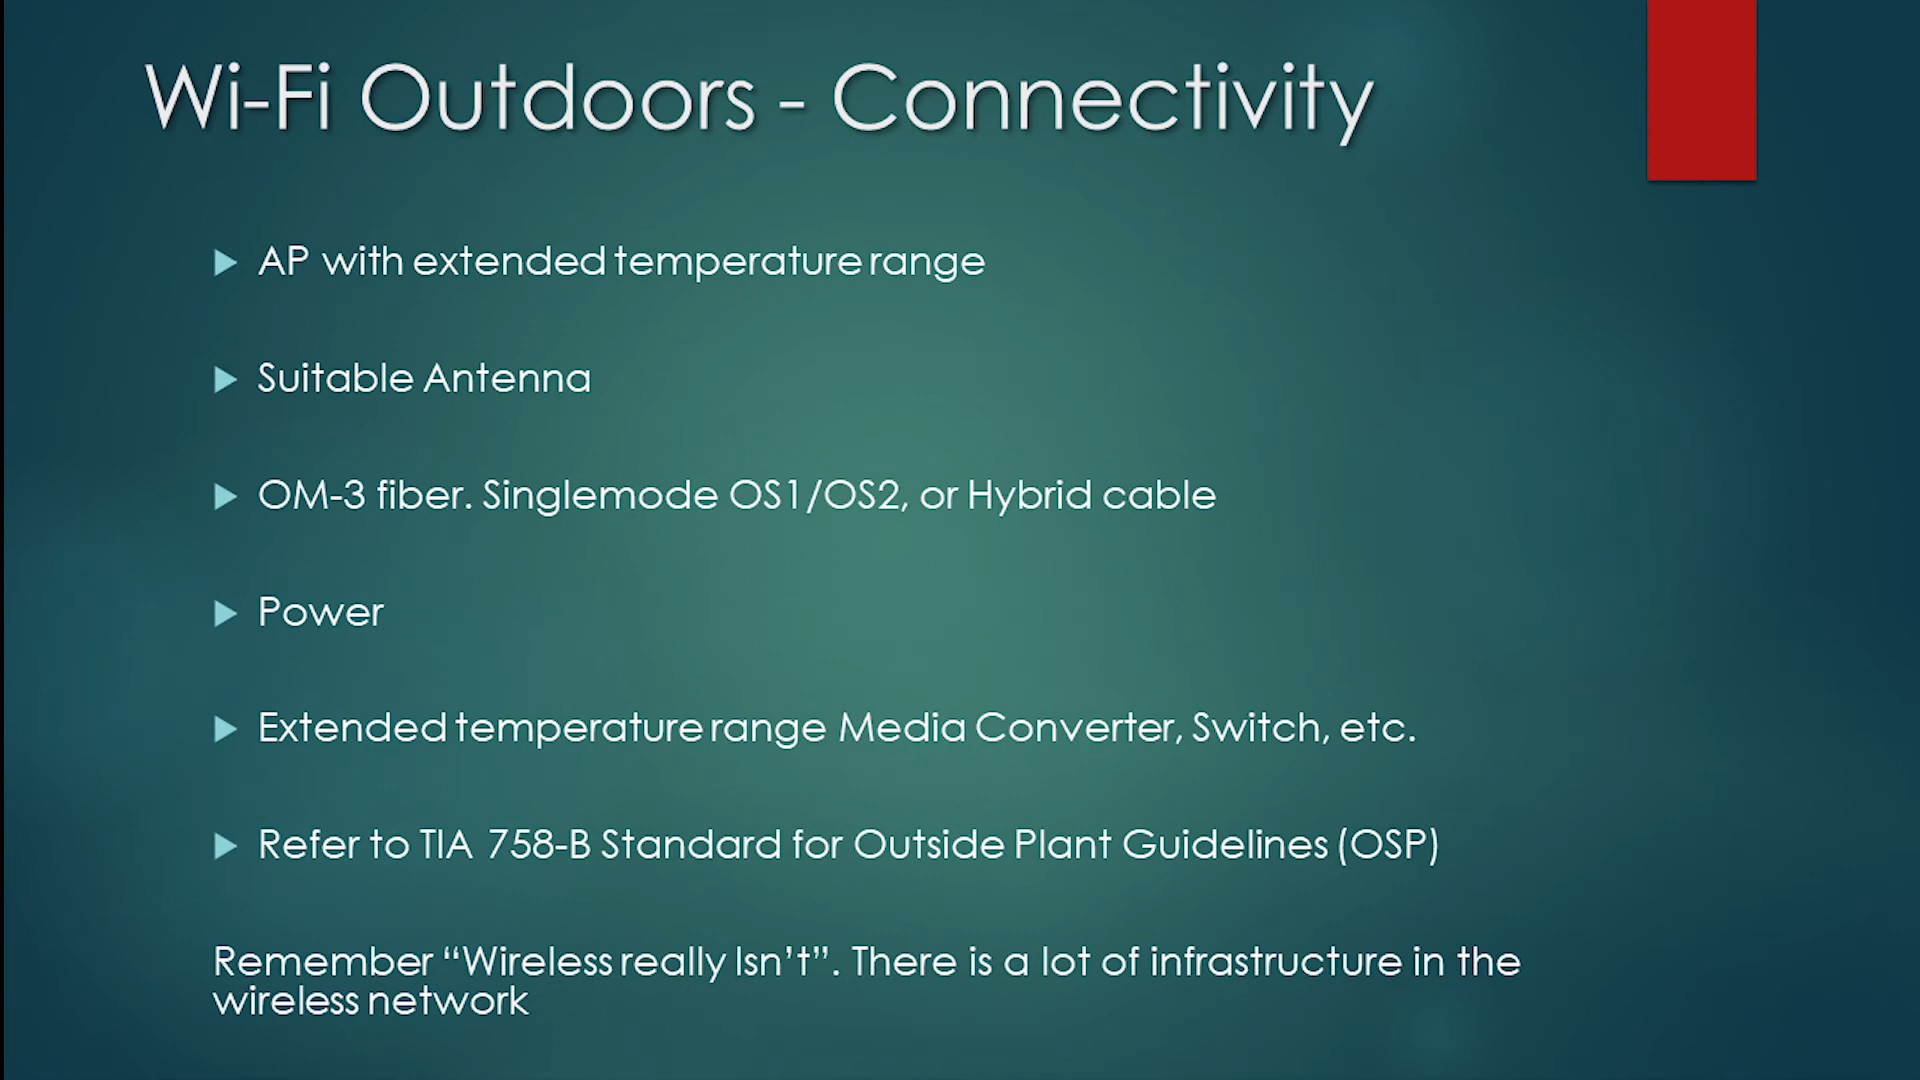 Wi-Fi Outdoors - Connectivity
AP with extended temperature range
Suitable Antenna
OM-3 fiber. Singlemode OS1/OS2, or Hybrid cable
Power
Extended temperature range Media Converter, Switch, etc.
Refer to TIA 758-B Standard for Outside Plant Guidelines (OSP)
Remember “Wireless really Isn’t”. There is a lot of infrastructure in the
wireless network